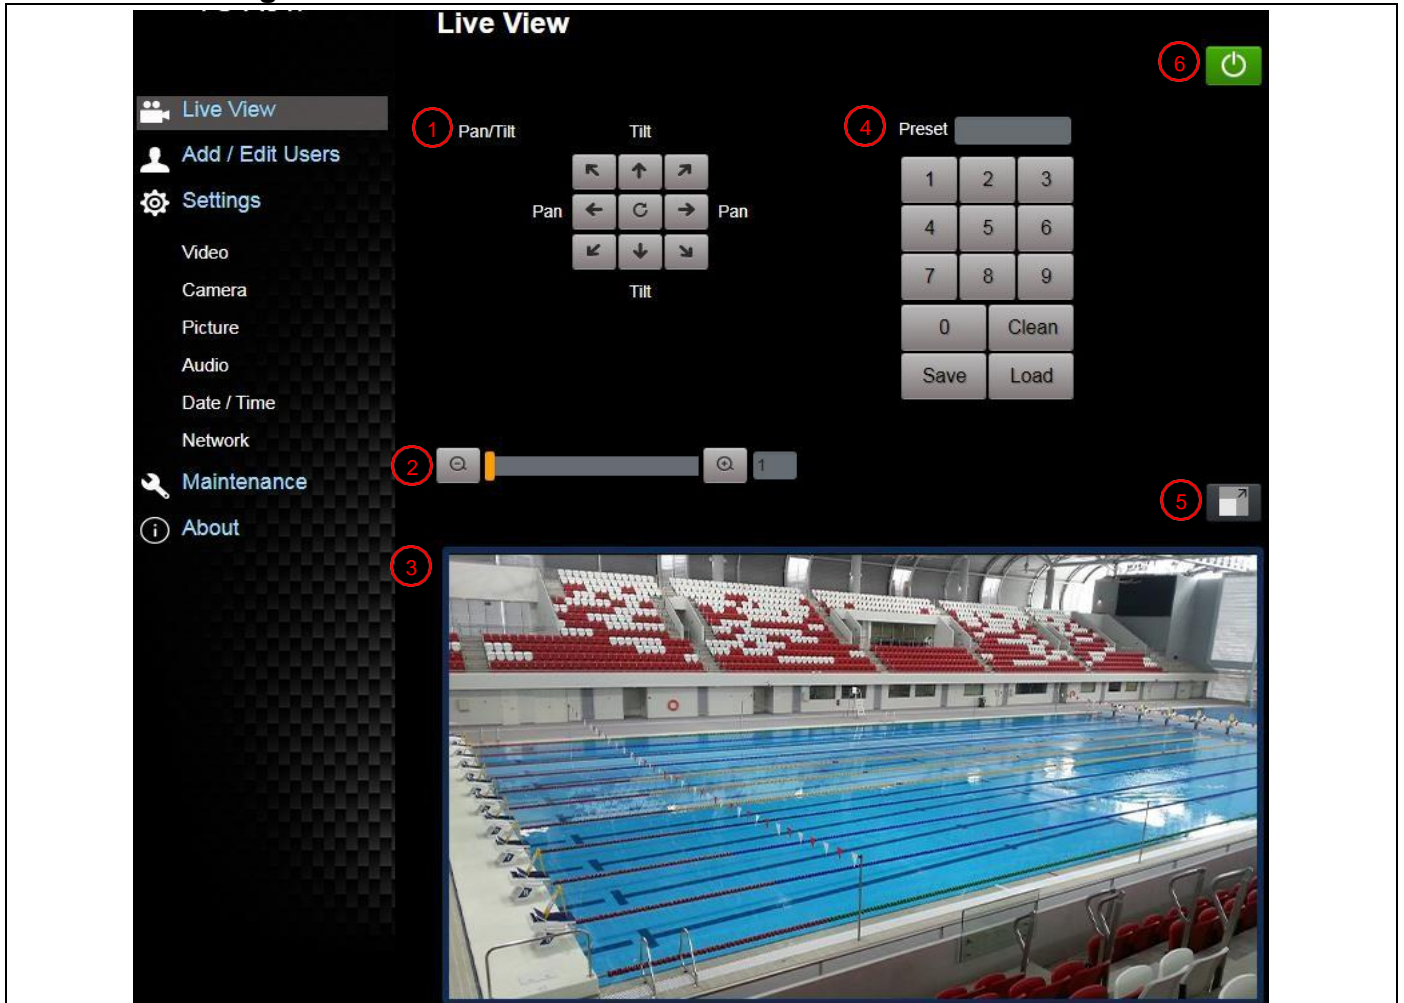 Live View
6
Live View
Add / Edit Users
Settings
Video
Camera
Picture
Audio
Date / Time
Network
Maintenance
About
1
Pan/Tilt
Tilt
Pan
Pan
Tilt
4
Preset
1 2 3
4 5 6
7 8 9
0 Clean
Save Load
2
1
5
3